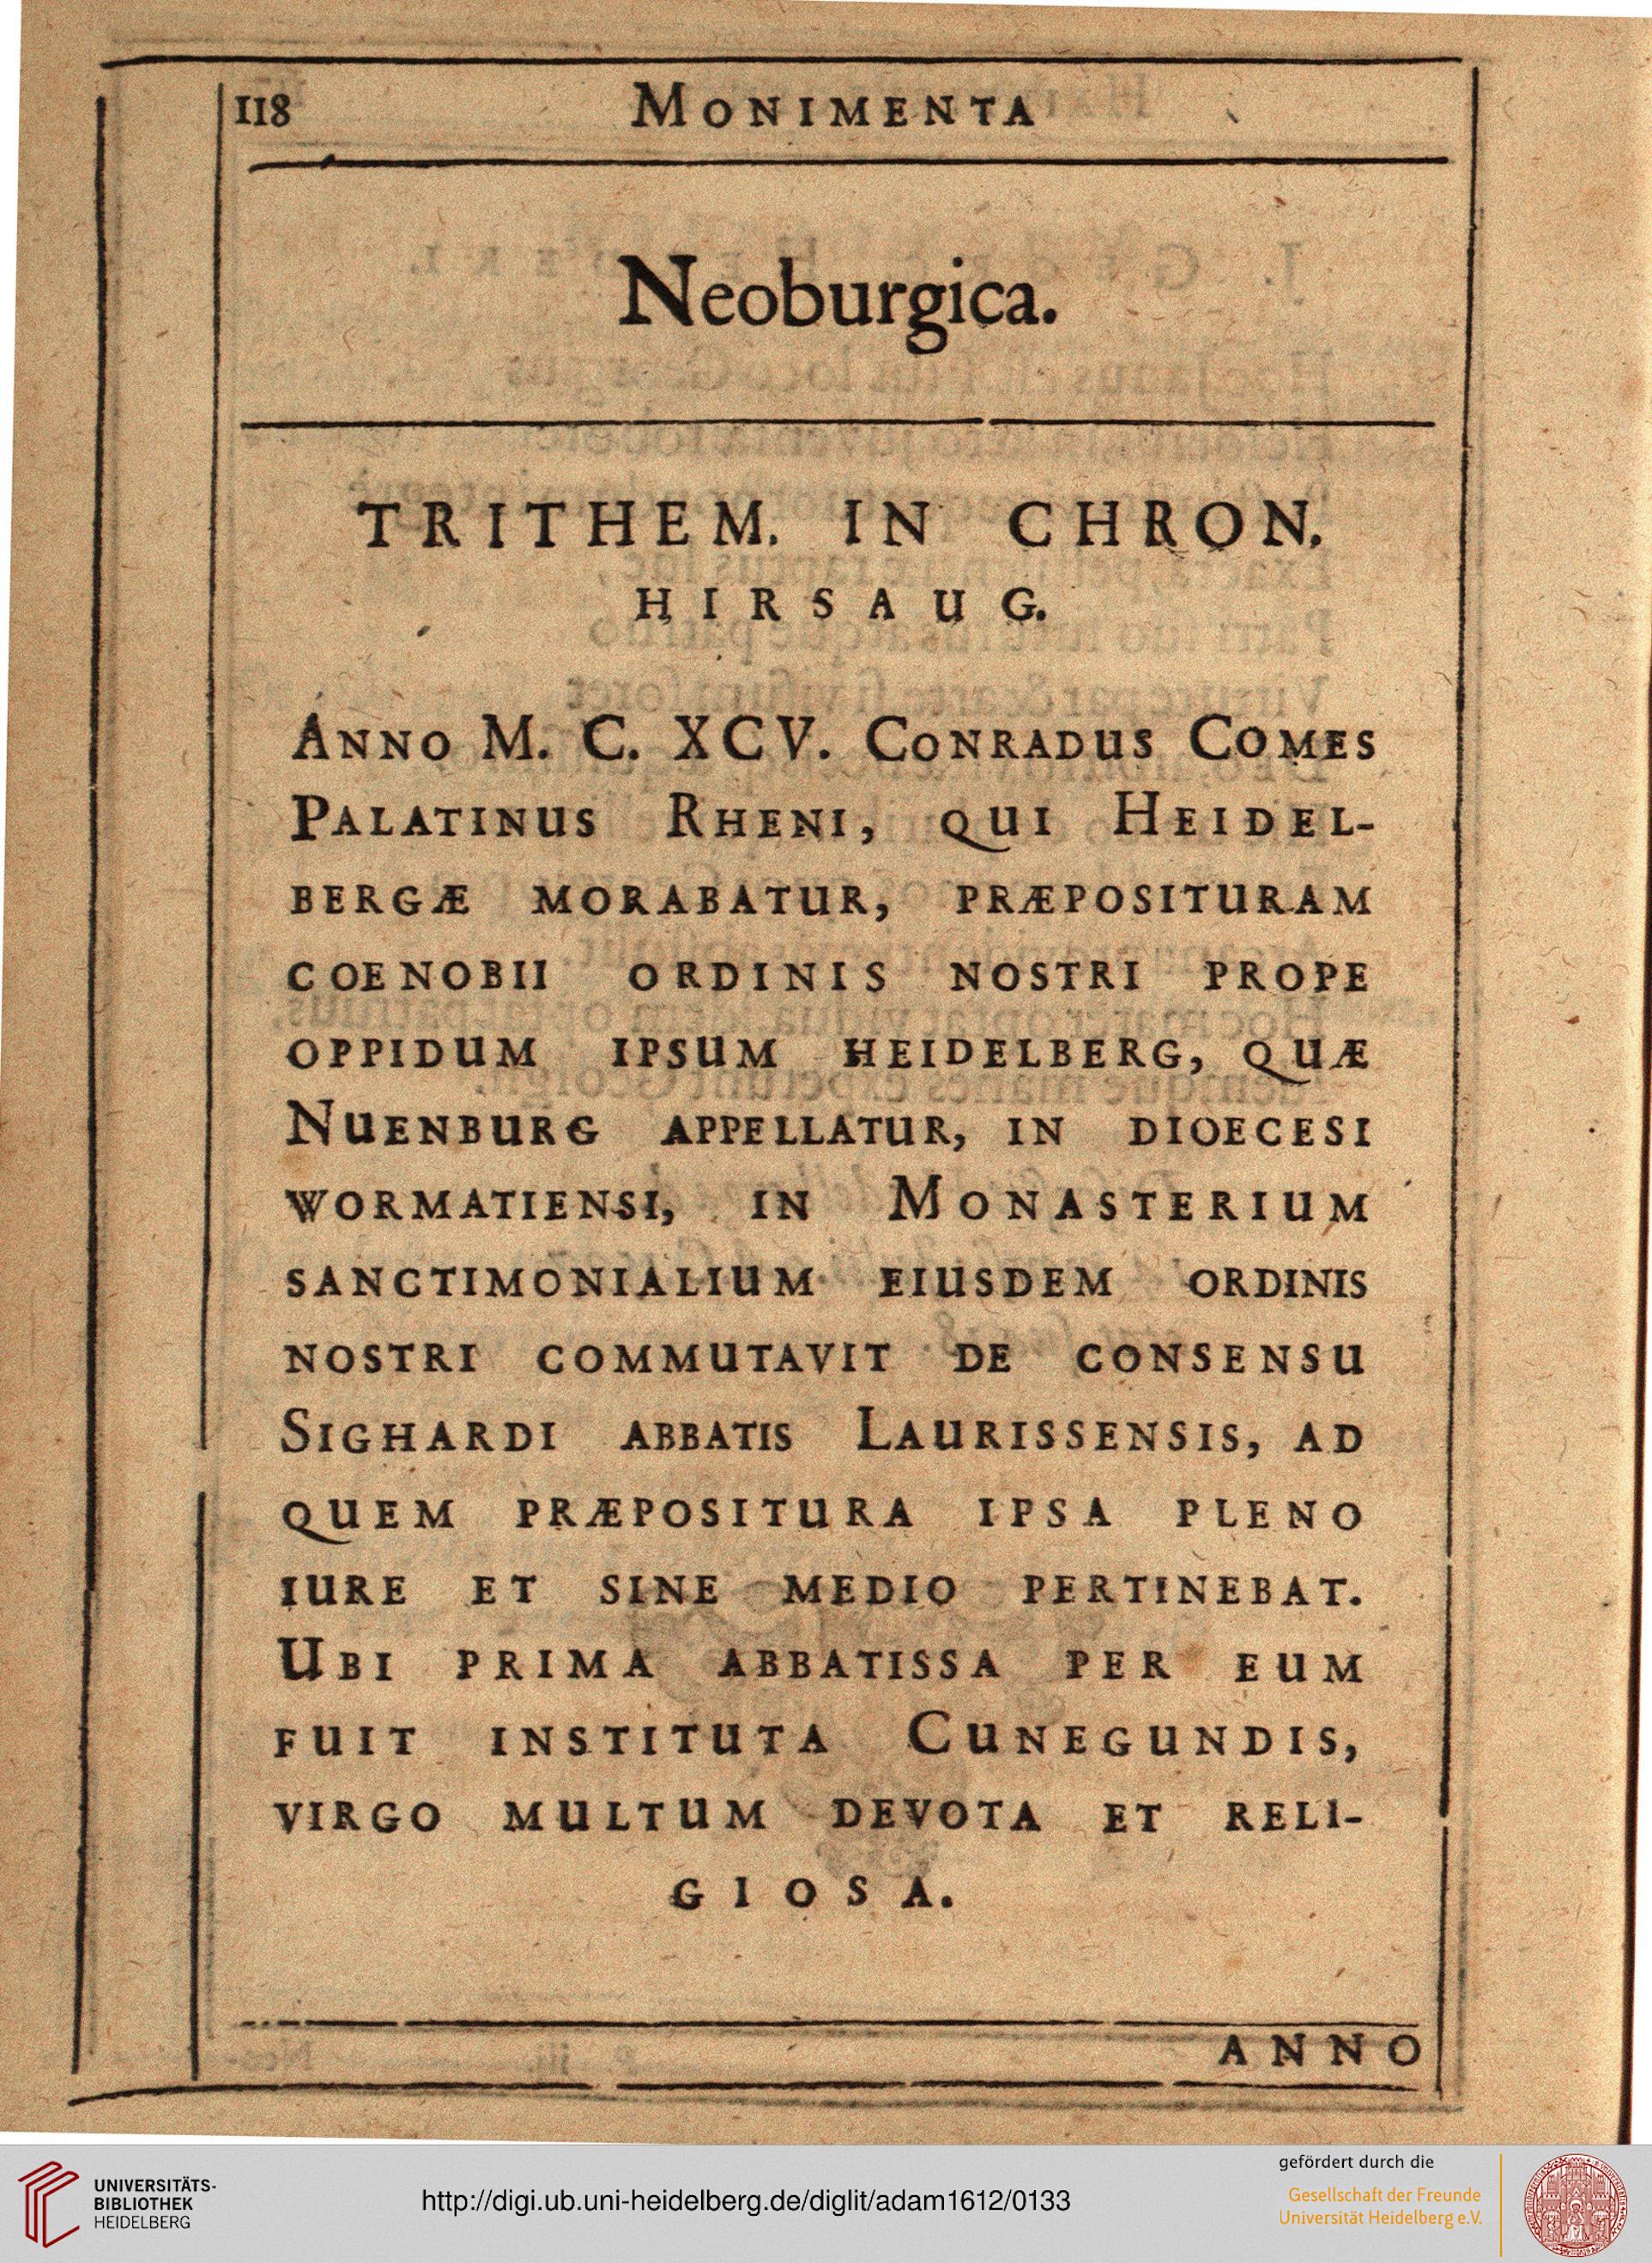 118 MONIMENTA
Neoburgica.
TRITHEM. IN CHRON.
HIRSAUG.
ANNO M. C. XCV. CONRADUS COMES
PALATINUS RHENI, QUI HEIDEL-
BERGÆ MORABATUR, PRÆPOSITURAM
COENOBII ORDINIS NOSTRI PROPE
OPPIDUM IPSUM HEIDELBERG, QUÆ
NUENBURG APPELLATUR, IN DIOECESI
WORMATIENSI, IN MONASTERIUM
SANCTIMONIALIUM EIUSDEM ORDINIS
NOSTRI COMMUTAVIT DE CONSENSU
SIGHARDI ABBATIS LAURISSENSIS, AD
QUEM PRÆPOSITURA IPSA PLENO
IURE ET SINE MEDIO PERTINEBAT.
UBI PRIMA ABBATISSA PER EUM
FUIT INSTITUTA CUNEGUNDIS,
VIRGO MULTUM DEVOTA ET RELI-
GIOSA.
ANNO
UNIVERSITÄTS-
BIBLIOTHEK
HEIDELBERG
http://digi.ub.uni-heidelberg.de/diglit/adam1612/0133
gefördert durch die
Gesellschaft der Freunde
Universität Heidelberg e.V.